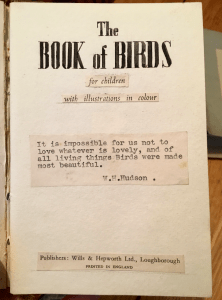 The
BOOK of BIRDS
for children
with illustrations in colour
It is impossible for us not to
love whatever is lovely, and of
all living things Birds were made
most beautiful.
W.H.Hudson .
Publishers: Wills & Hepworth Ltd., Loughborough
PRINTED IN ENGLAND